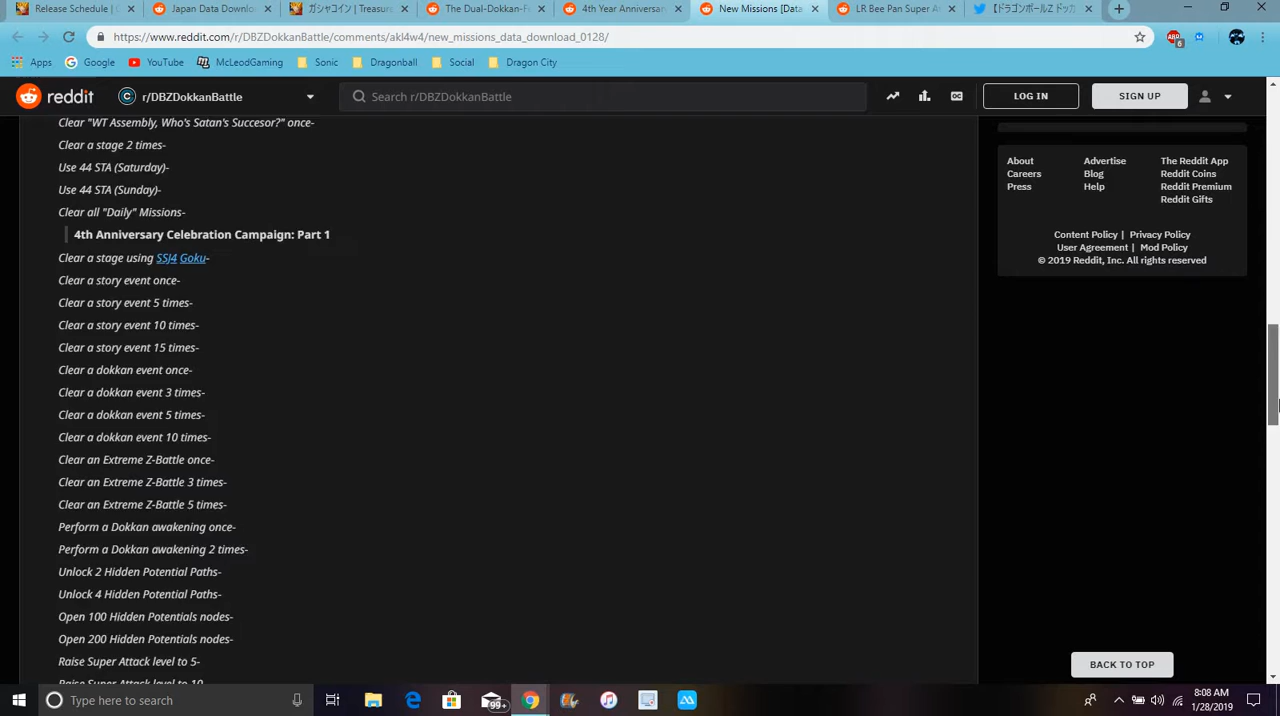 Release Schedule | D
Japan Data Downlo
ガシャコイン | Treasure
The Dual-Dokkan-F
4th Year Anniversar
New Missions [Data
LR Bee Pan Super At
【ドラゴンボールZ ドッカ
https://www.reddit.com/r/DBZDokkanBattle/comments/akl4w4/new_missions_data_download_0128/
6
Apps Google YouTube McLeodGaming Sonic Dragonball Social Dragon City
reddit r/DBZDokkanBattle Search r/DBZDokkanBattle LOG IN SIGN UP
Clear "WT Assembly, Who's Satan's Succesor?" once-
Clear a stage 2 times-
Use 44 STA (Saturday)-
Use 44 STA (Sunday)-
Clear all "Daily" Missions-
4th Anniversary Celebration Campaign: Part 1
Clear a stage using SSJ4 Goku-
Clear a story event once-
Clear a story event 5 times-
Clear a story event 10 times-
Clear a story event 15 times-
Clear a dokkan event once-
Clear a dokkan event 3 times-
Clear a dokkan event 5 times-
Clear a dokkan event 10 times-
Clear an Extreme Z-Battle once-
Clear an Extreme Z-Battle 3 times-
Clear an Extreme Z-Battle 5 times-
Perform a Dokkan awakening once-
Perform a Dokkan awakening 2 times-
Unlock 2 Hidden Potential Paths-
Unlock 4 Hidden Potential Paths-
Open 100 Hidden Potentials nodes-
Open 200 Hidden Potentials nodes-
Raise Super Attack level to 5-
Raise Super Attack level to 10
About Advertise The Reddit App
Careers Blog Reddit Coins
Press Help Reddit Premium
Reddit Gifts
Content Policy | Privacy Policy
User Agreement | Mod Policy
© 2019 Reddit, Inc. All rights reserved
BACK TO TOP
Type here to search
99+
8:08 AM
1/28/2019